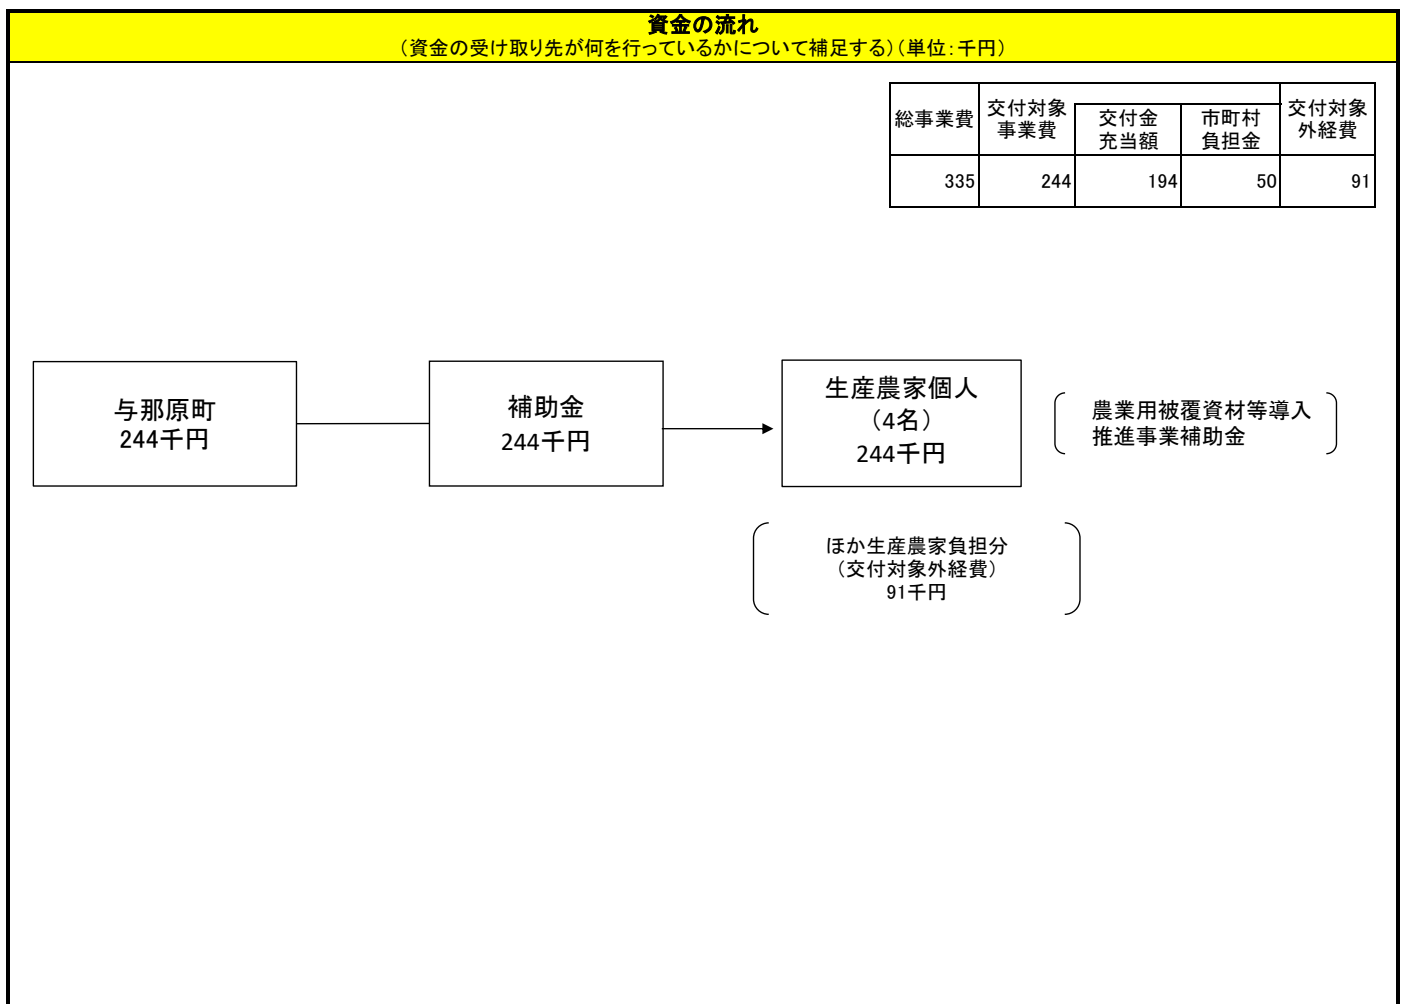 資金の流れ
（資金の受け取り先が何を行っているかについて補足する）（単位：千円）
総事業費
交付対象
事業費
交付金
充当額
市町村
負担金
交付対象
外経費
335 244 194 50 91
与那原町
244千円
補助金
244千円
生産農家個人
（4名）
244千円
農業用被覆資材等導入
推進事業補助金
ほか生産農家負担分
（交付対象外経費）
91千円